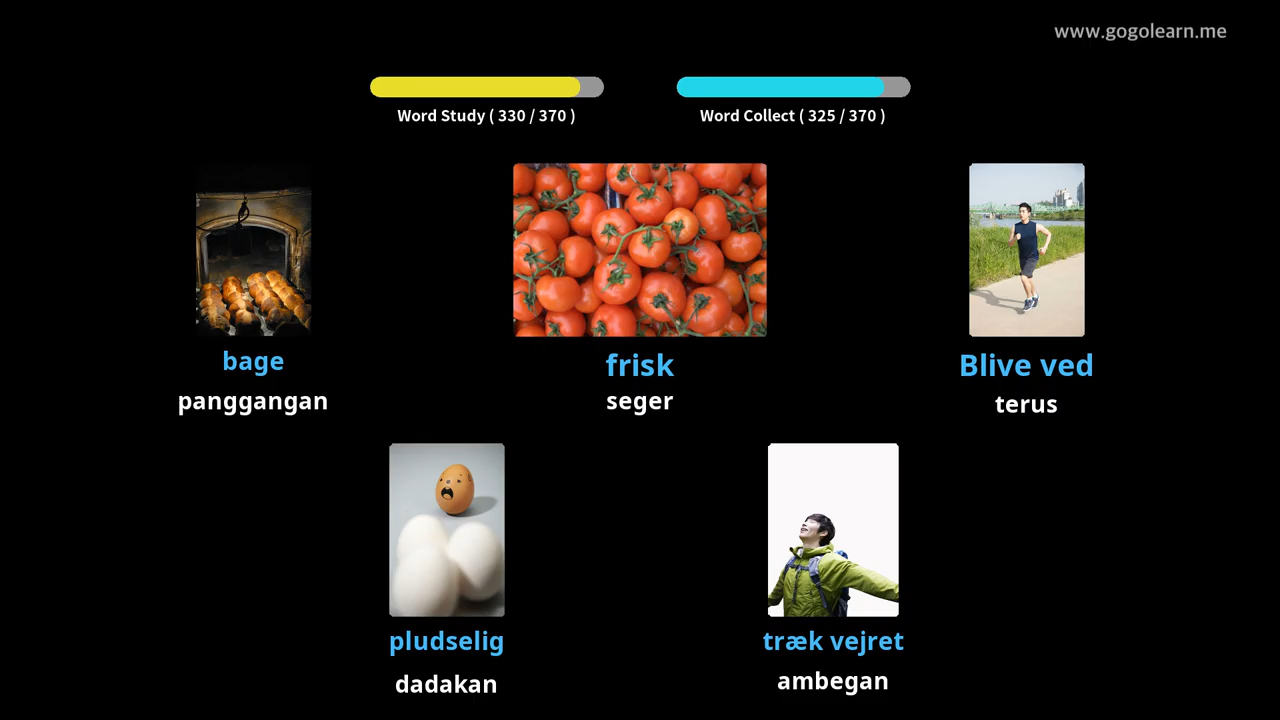 www.gogolearn.me
Word Study ( 330 / 370 )
Word Collect ( 325 / 370 )
bage
panggangan
frisk
seger
Blive ved
terus
pludselig
dadakan
træk vejret
ambegan